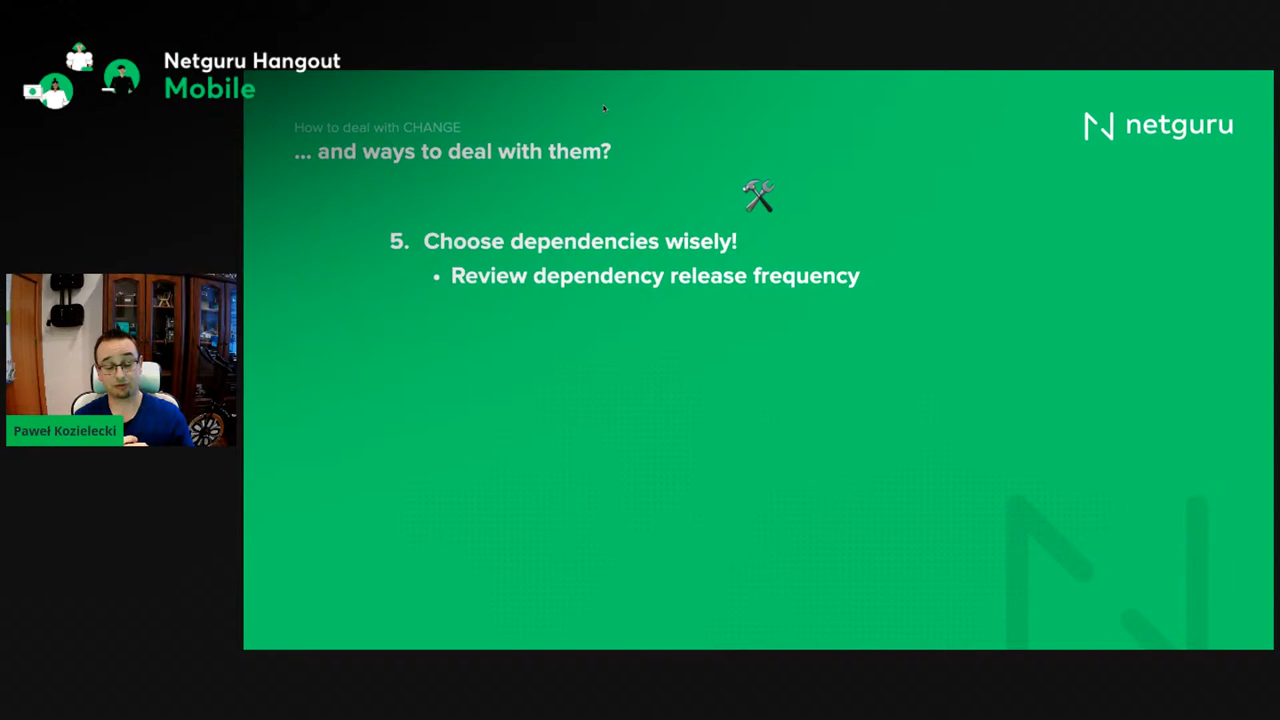 Netguru Hangout
Mobile
How to deal with CHANGE
... and ways to deal with them?
netguru
5. Choose dependencies wisely!
• Review dependency release frequency
Paweł Kozielecki